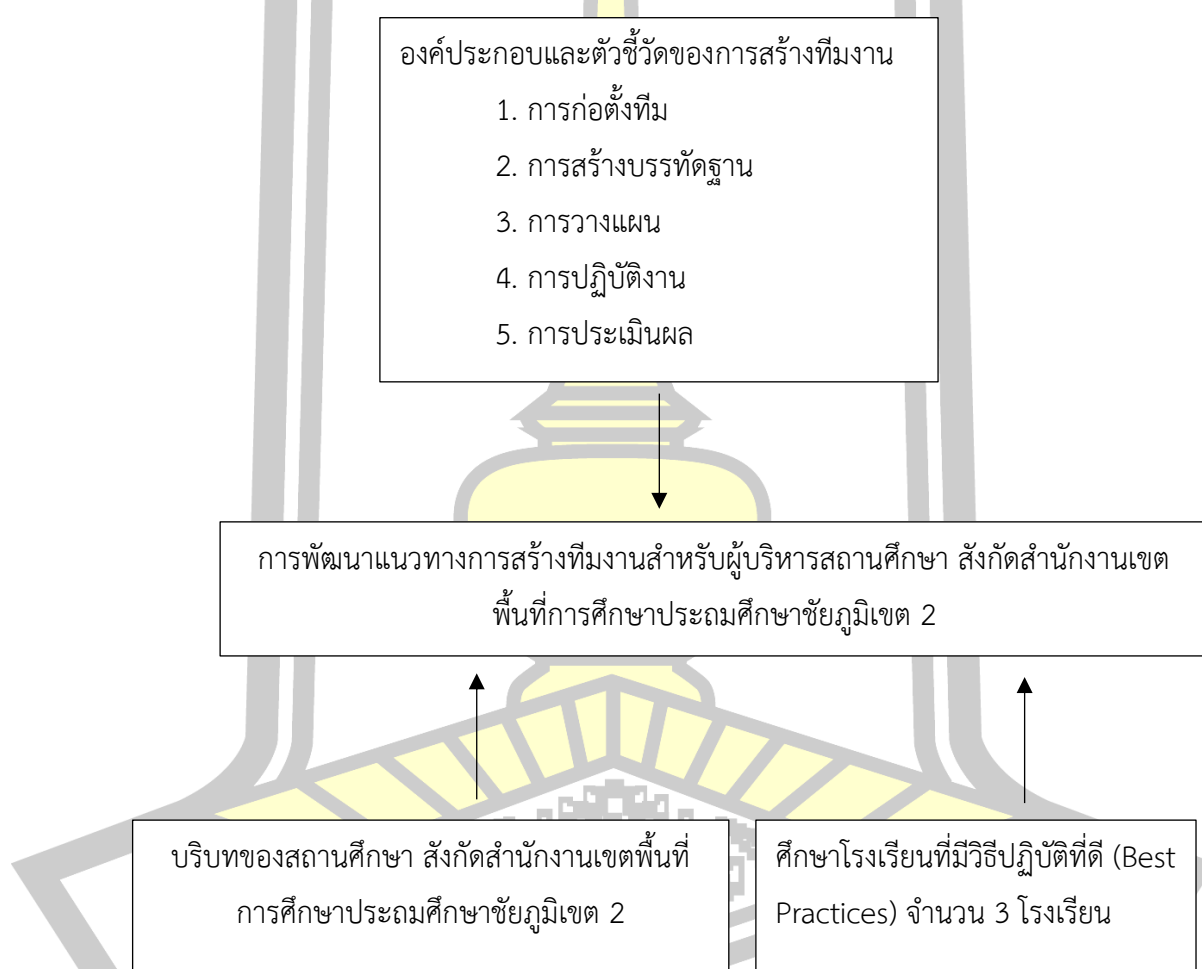 องค์ประกอบและตัวชี้วัดของการสร้างทีมงาน
1. การก่อตั้งทีม
2. การสร้างบรรทัดฐาน
3. การวางแผน
4. การปฏิบัติงาน
5. การประเมินผล
การพัฒนาแนวทางการสร้างทีมงานสำหรับผู้บริหารสถานศึกษา สังกัดสำนักงานเขต
พื้นที่การศึกษาประถมศึกษาชัยภูมิเขต 2
บริบทของสถานศึกษา สังกัดสำนักงานเขตพื้นที่
การศึกษาประถมศึกษาชัยภูมิเขต 2
ศึกษาโรงเรียนที่มีวิธีปฏิบัติที่ดี (Best
Practices) จำนวน 3 โรงเรียน